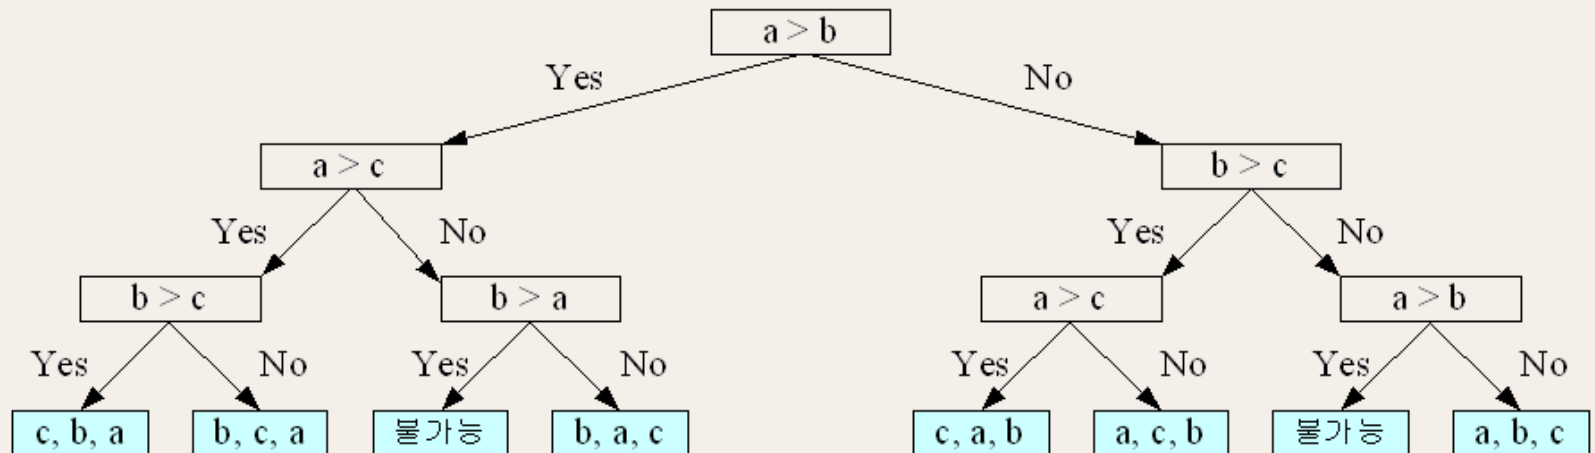 a > b
Yes No
a > c b > c
Yes No Yes No
b > c b > a a > c a > b
Yes No Yes No Yes No Yes No
c, b, a b, c, a 불가능 b, a, c c, a, b a, c, b 불가능 a, b, c